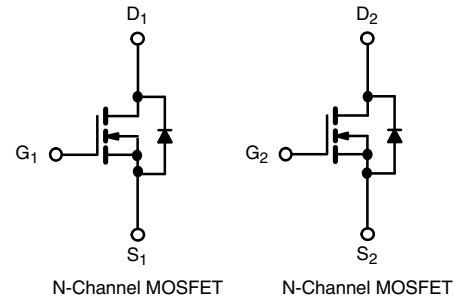 D1 D2
G1 G2
S1 S2
N-Channel MOSFET N-Channel MOSFET